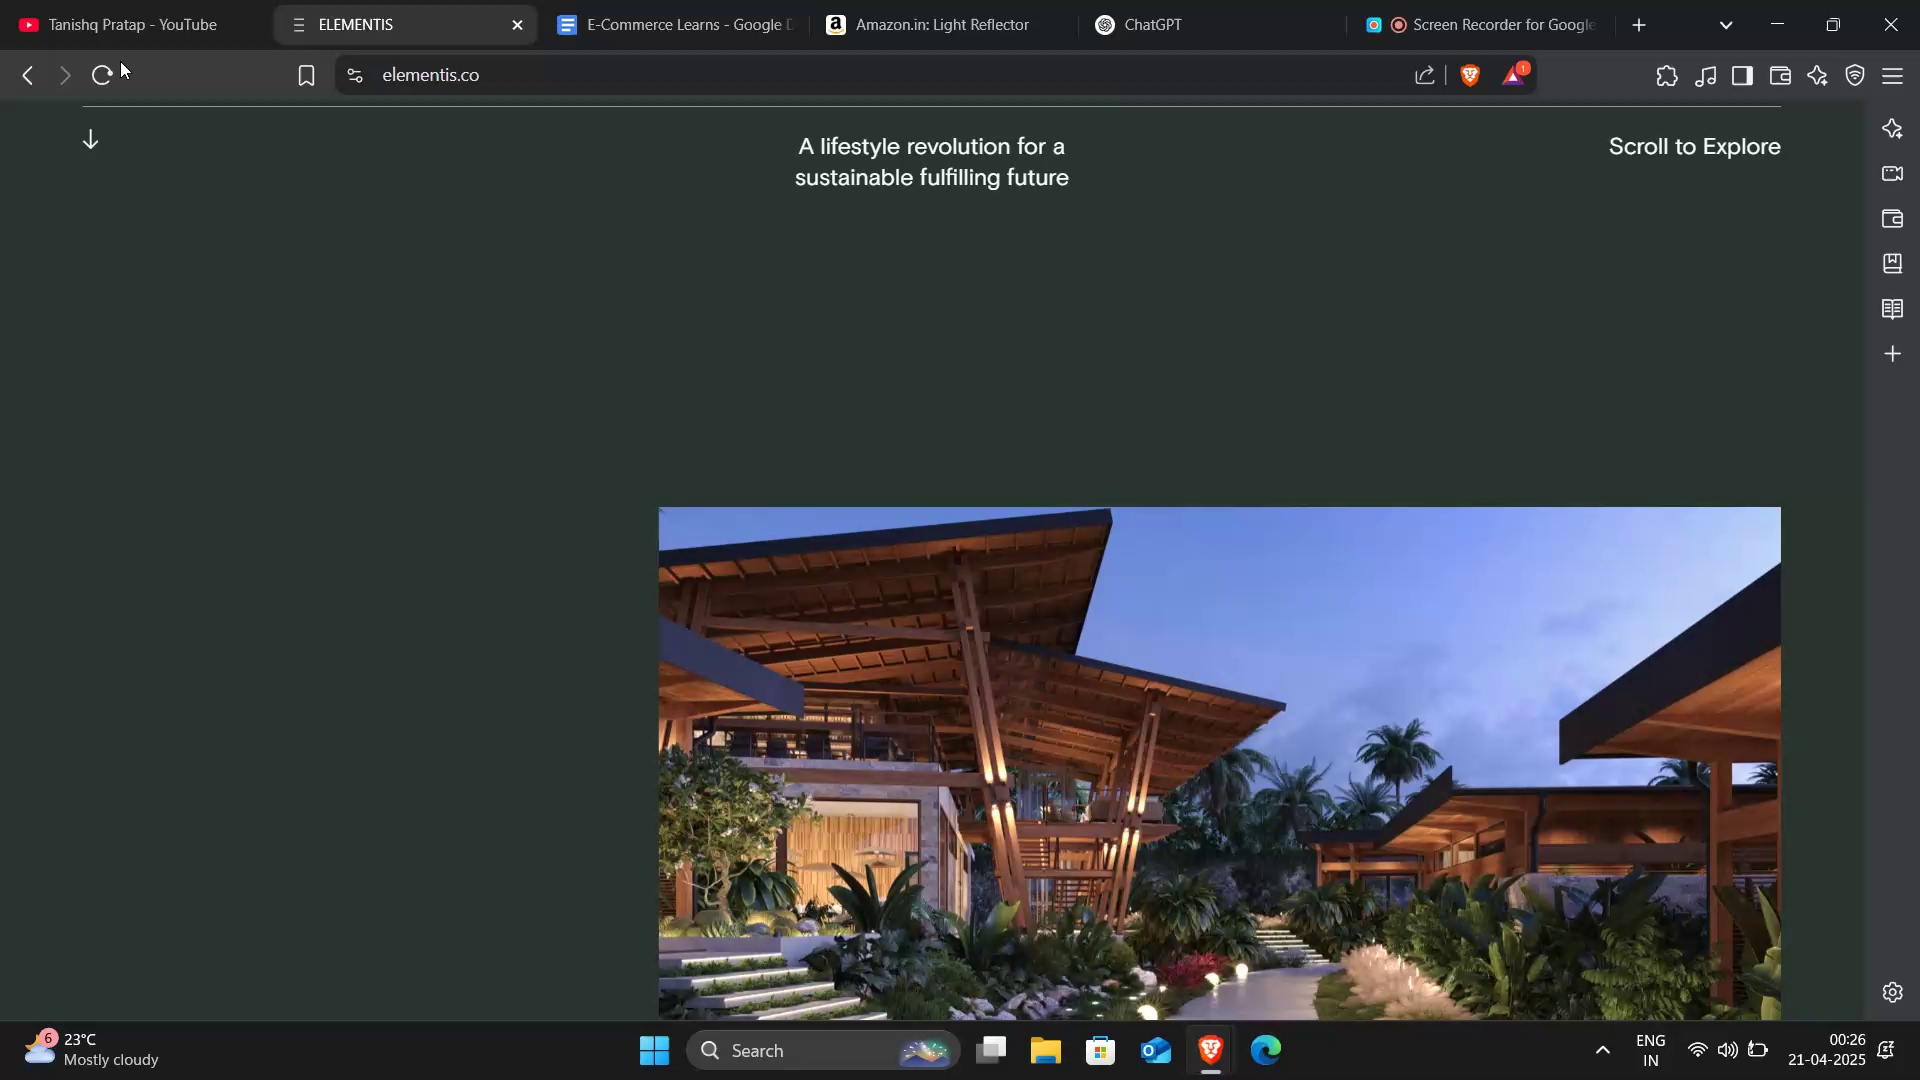 Tanishq Pratap - YouTube
ELEMENTIS
E-Commerce Learns - Google D
Amazon.in: Light Reflector
ChatGPT
Screen Recorder for Google
elementis.co
1
A lifestyle revolution for a
sustainable fulfilling future
Scroll to Explore
6
23°C
Mostly cloudy
Search
ENG
IN
00:26
21-04-2025